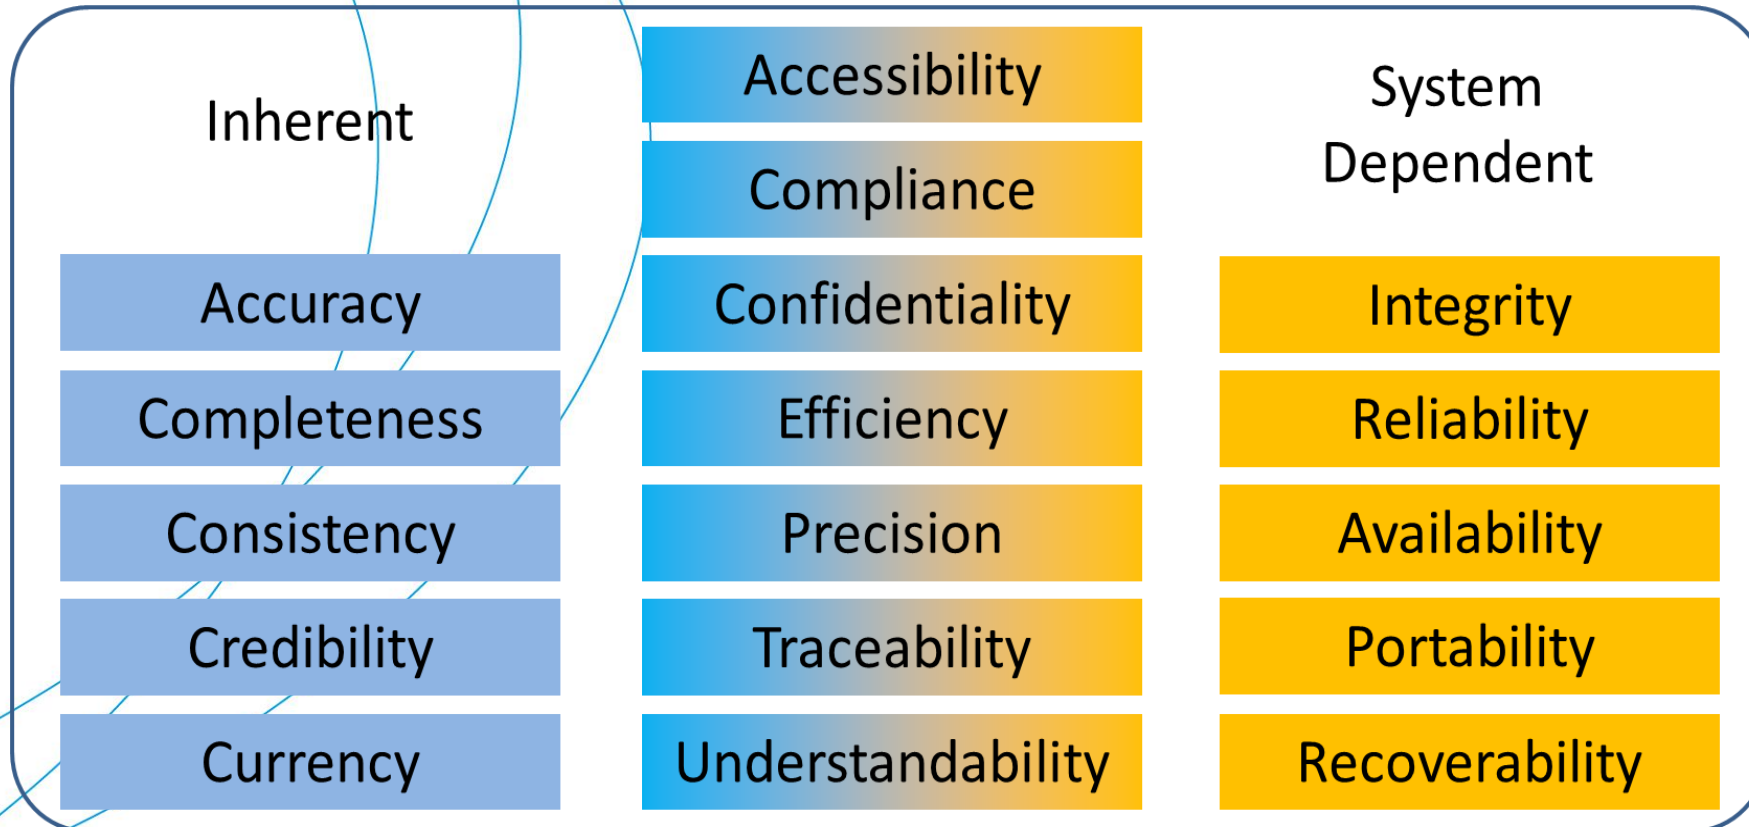 Inherent
Accuracy
Completeness
Consistency
Credibility
Currency
Accessibility
Compliance
Confidentiality
Efficiency
Precision
Traceability
Understandability
System
Dependent
Integrity
Reliability
Availability
Portability
Recoverability